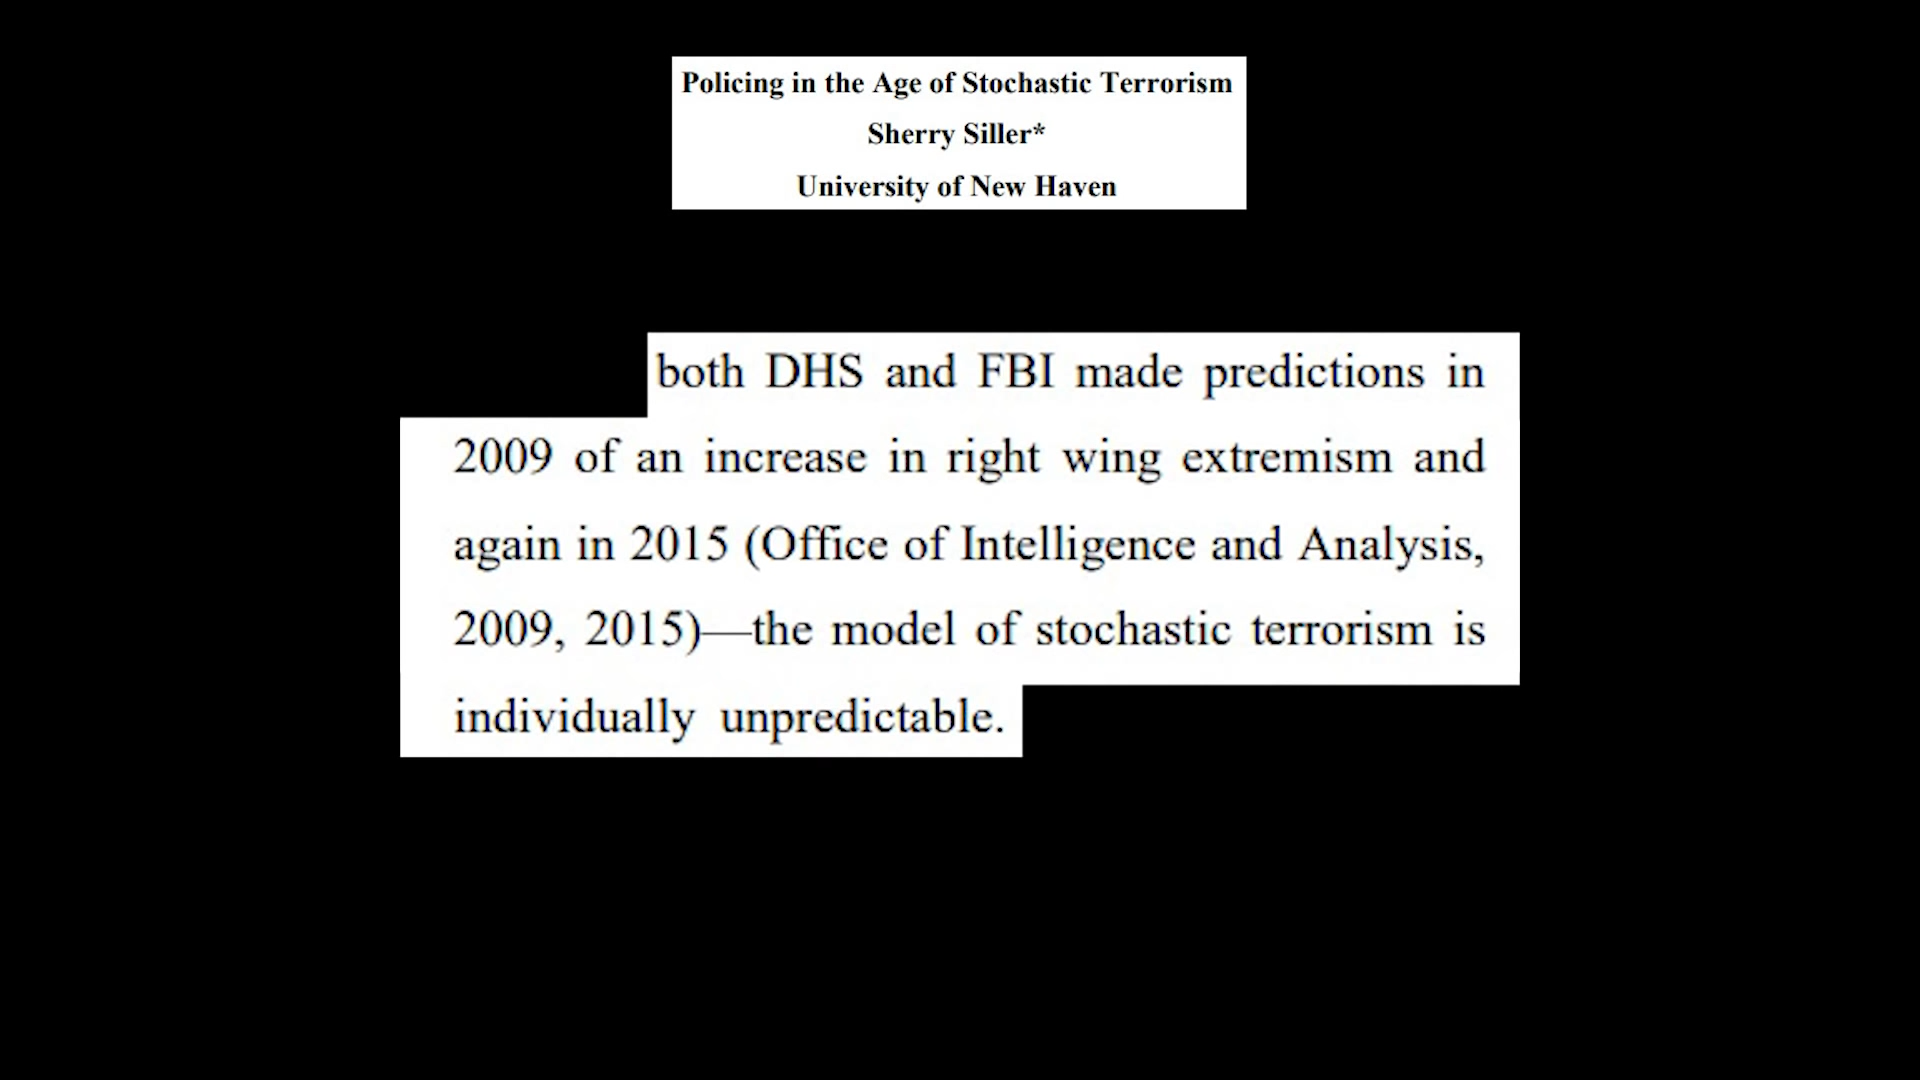 Policing in the Age of Stochastic Terrorism
Sherry Siller*
University of New Haven
both DHS and FBI made predictions in
2009 of an increase in right wing extremism and
again in 2015 (Office of Intelligence and Analysis,
2009, 2015)—the model of stochastic terrorism is
individually unpredictable.